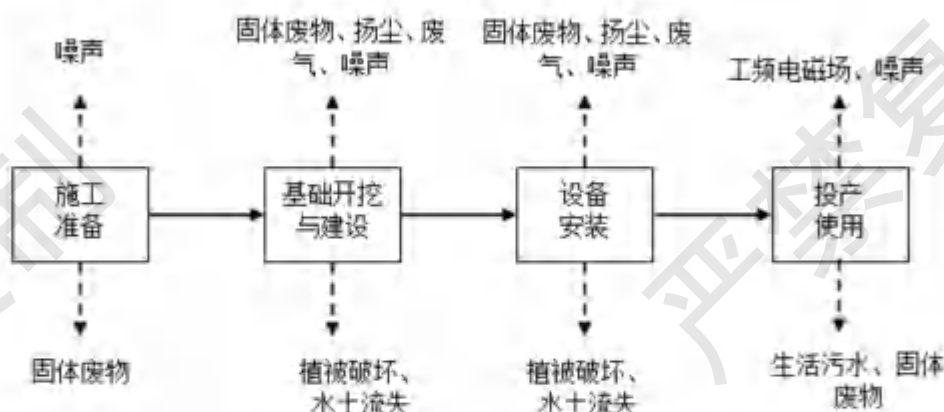 噪声
固体废物、扬尘、废
气、噪声
固体废物、扬尘、废
气、噪声
工频电磁场、噪声
施工
准备
基础开挖
与建设
设备
安装
投产
使用
固体废物
植被破坏、
水土流失
植被破坏、
水土流失
生活污水、固体
废物
制
严禁复